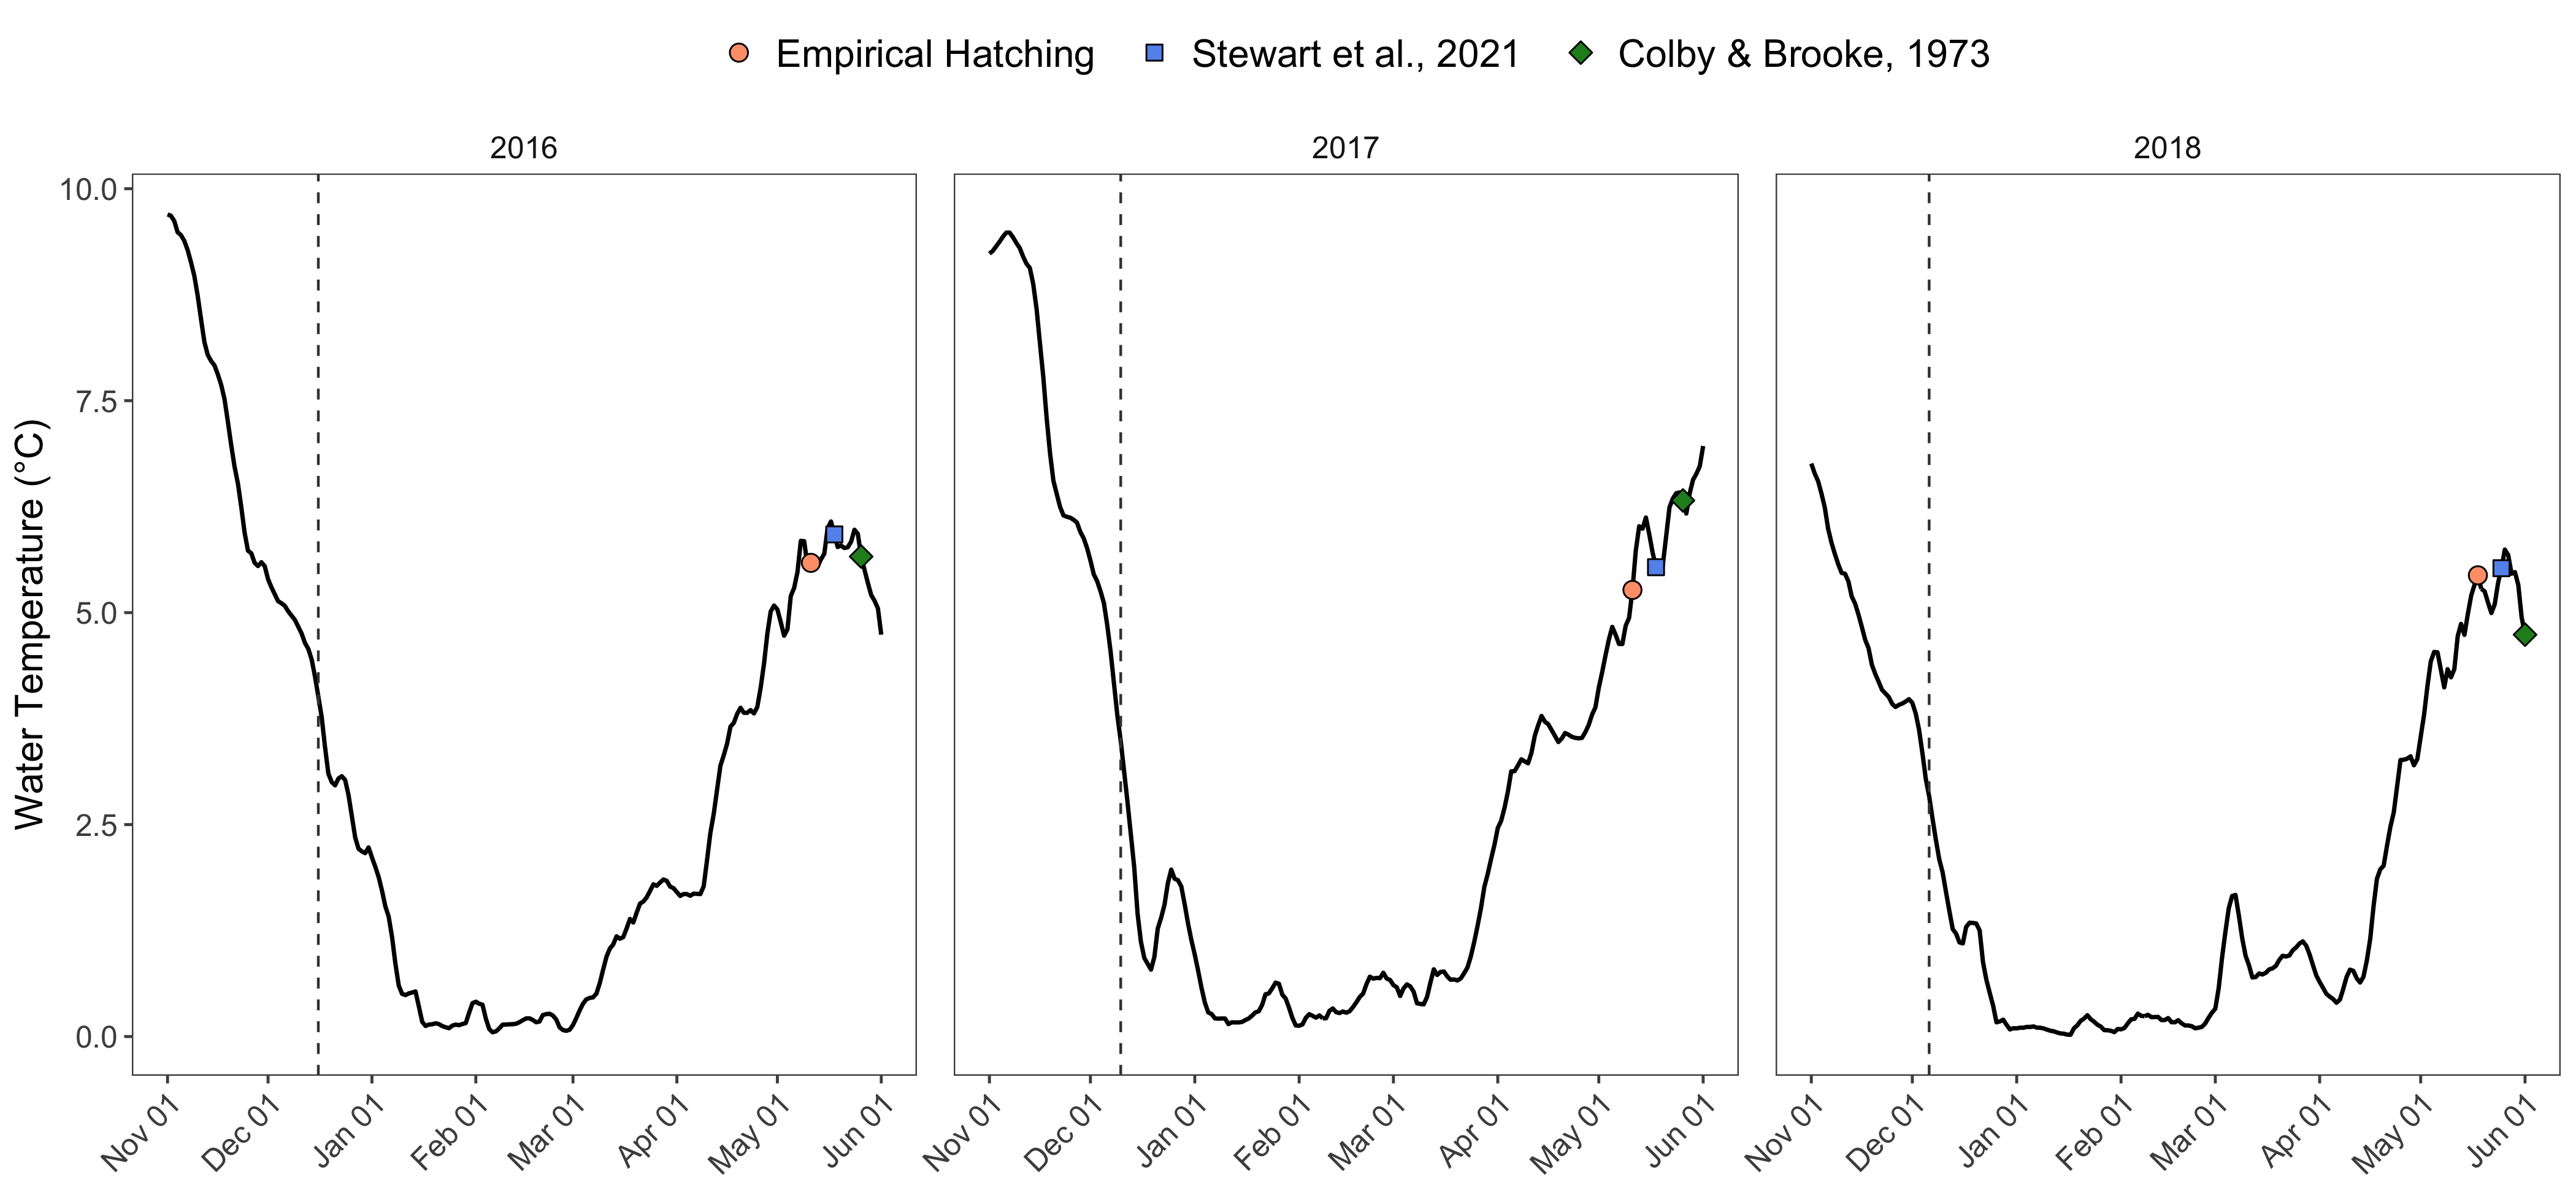 Empirical Hatching Stewart et al., 2021 Colby & Brooke, 1973
2016 2017 2018
Water Temperature (°C)
10.0
7.5
5.0
2.5
0.0
Nov 01 Dec 01 Jan 01 Feb 01 Mar 01 Apr 01 May 01 Jun 01 Nov 01 Dec 01 Jan 01 Feb 01 Mar 01 Apr 01 May 01 Jun 01 Nov 01 Dec 01 Jan 01 Feb 01 Mar 01 Apr 01 May 01 Jun 01